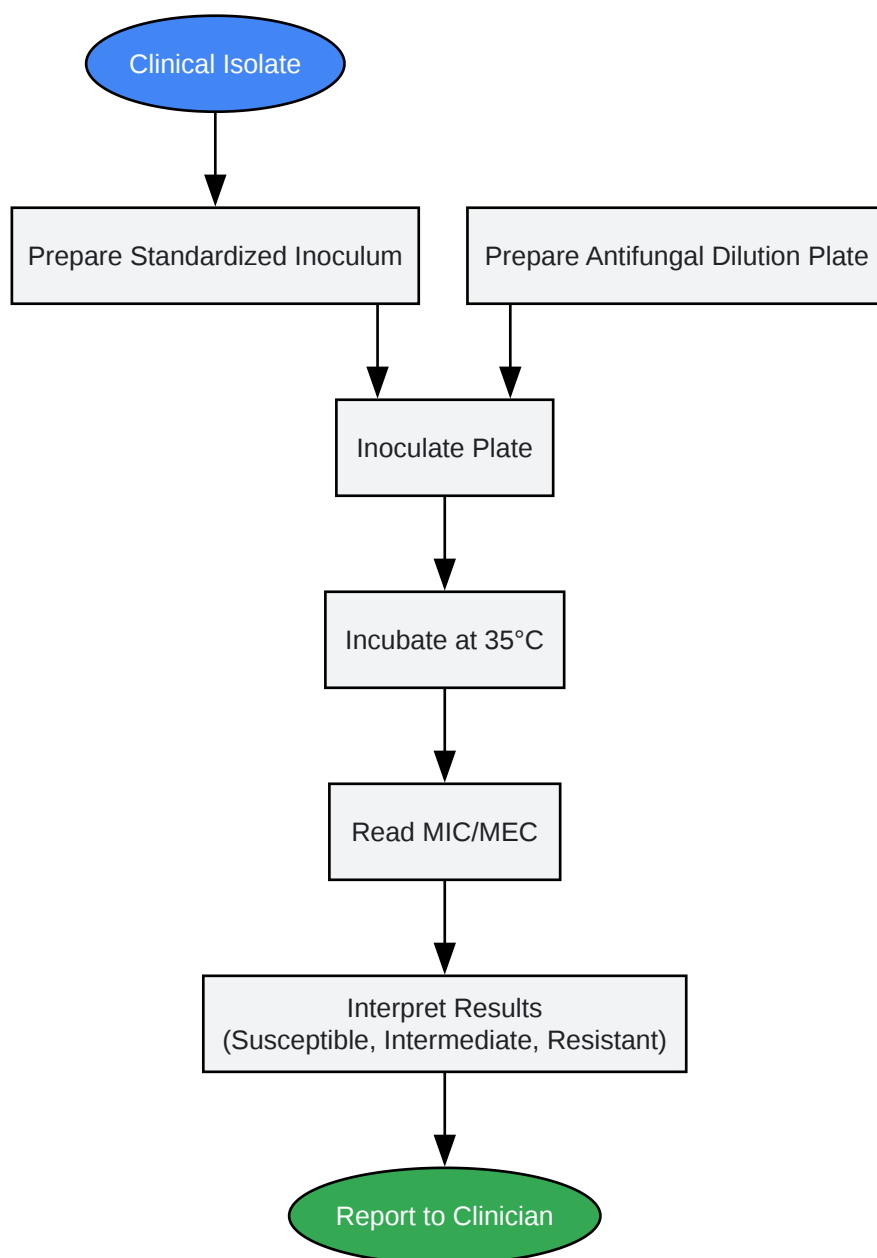 Clinical Isolate
Prepare Standardized Inoculum
Prepare Antifungal Dilution Plate
Inoculate Plate
Incubate at 35°C
Read MIC/MEC
Interpret Results
(Susceptible, Intermediate, Resistant)
Report to Clinician